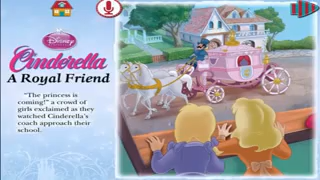 Disney
Cinderella
A Royal Friend
"The princess is
coming!" a crowd of
girls exclaimed as they
watched Cinderella's
coach approach their
school.